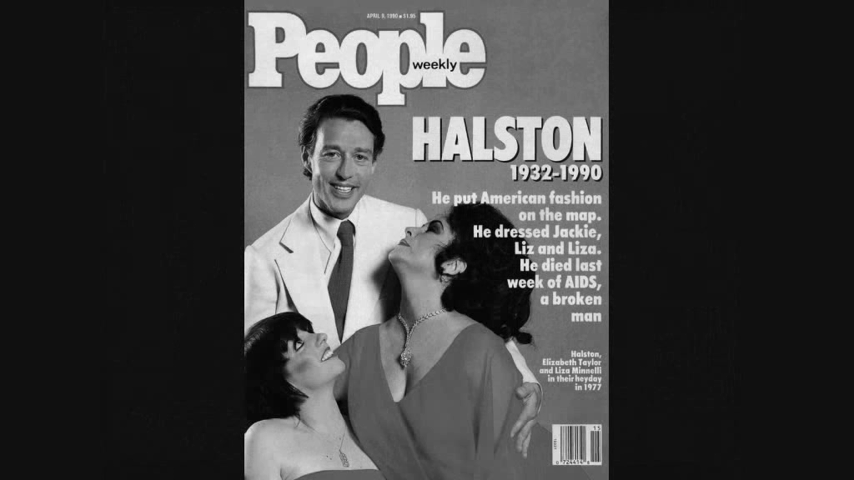 APRIL 9, 1990 ■ $1.95
People
weekly
HALSTON
1932-1990
He put American fashion
on the map.
He dressed Jackie,
Liz and Liza.
He died last
week of AIDS,
a broken
man
Halston,
Elizabeth Taylor
and Liza Minnelli
in their heyday
in 1977